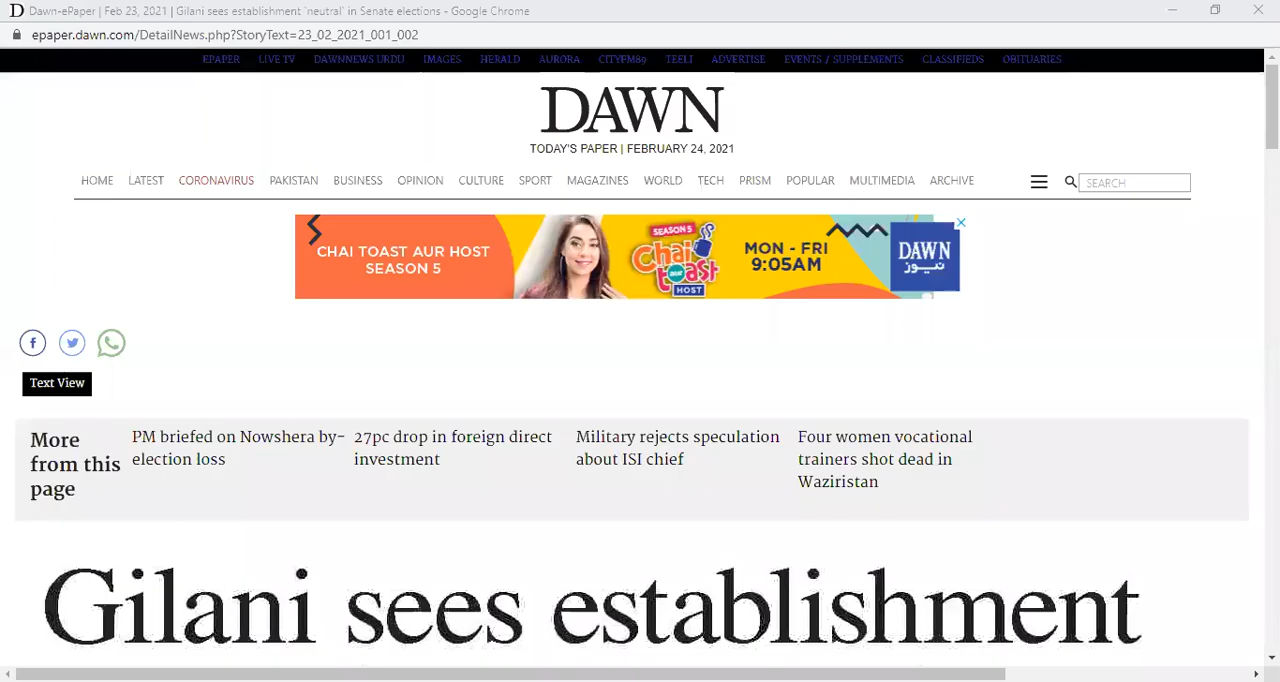 D Dawn-ePaper | Feb 23, 2021 | Gilani sees establishment `neutral` in Senate elections - Google Chrome
epaper.dawn.com/DetailNews.php?StoryText=23_02_2021_001_002
EPAPER LIVE TV DAWNNEWS URDU IMAGES HERALD AURORA CITYFM89 TEELI ADVERTISE EVENTS / SUPPLEMENTS CLASSIFIEDS OBITUARIES
DAWN
TODAY'S PAPER | FEBRUARY 24, 2021
HOME LATEST CORONAVIRUS PAKISTAN BUSINESS OPINION CULTURE SPORT MAGAZINES WORLD TECH PRISM POPULAR MULTIMEDIA ARCHIVE SEARCH
CHAI TOAST AUR HOST
SEASON 5
SEASON 5
Chai
toast
HOST
MON - FRI
9:05AM
DAWN
نیوز
Text View
More from this page
PM briefed on Nowshera by-
election loss
27pc drop in foreign direct
investment
Military rejects speculation
about ISI chief
Four women vocational
trainers shot dead in
Waziristan
Gilani sees establishment